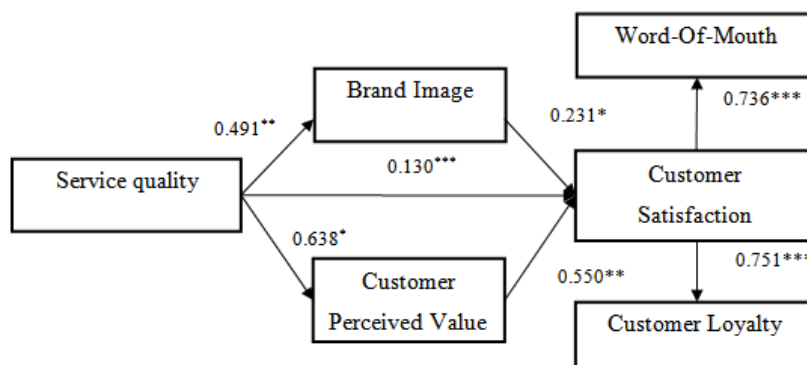 Word-Of-Mouth
0.736***
Brand Image
0.491**
0.231*
0.130***
Service quality
Customer
Satisfaction
0.638*
0.751***
Customer
Perceived Value
0.550**
Customer Loyalty